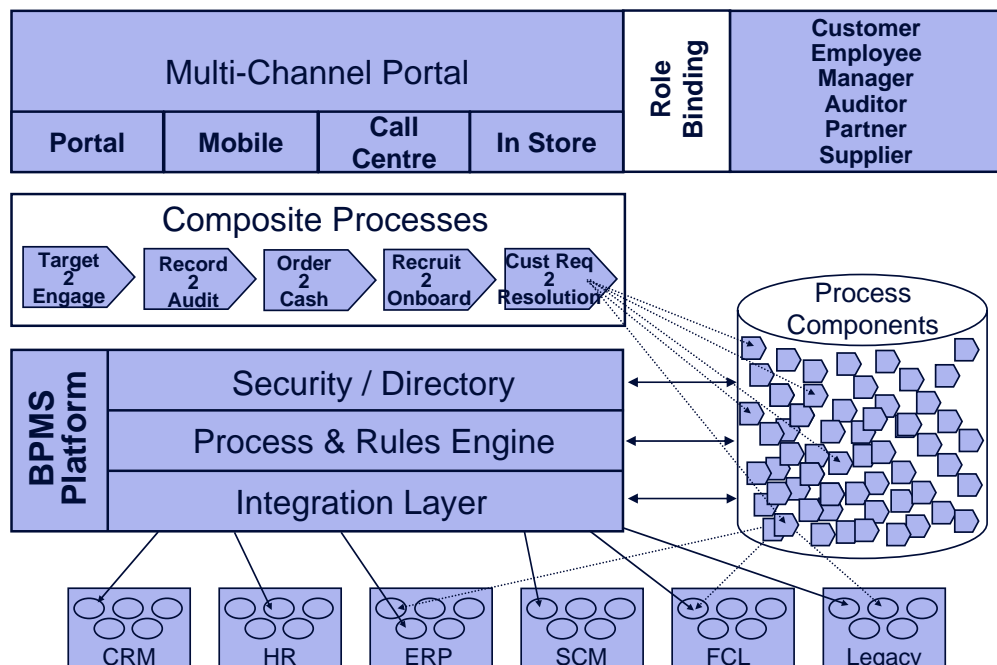 Multi-Channel Portal
Portal
Mobile
Call
Centre
In Store
Role
Binding
Customer
Employee
Manager
Auditor
Partner
Supplier
Composite Processes
Target
2
Engage
Record
2
Audit
Order
2
Cash
Recruit
2
Onboard
Cust Req
2
Resolution
Process
Components
BPMS
Platform
Security / Directory
Process & Rules Engine
Integration Layer
CRM
HR
ERP
SCM
FCL
Legacy